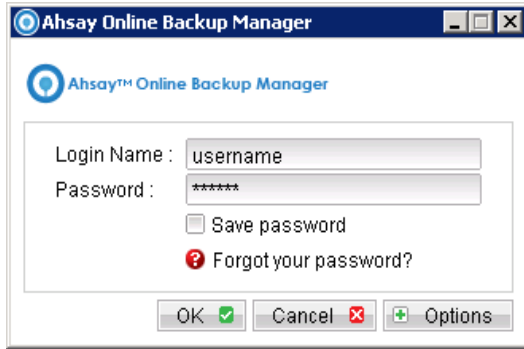 Ahsay Online Backup Manager
Ahsay™ Online Backup Manager
Login Name : username
Password : ******
Save password
Forgot your password?
OK Cancel Options